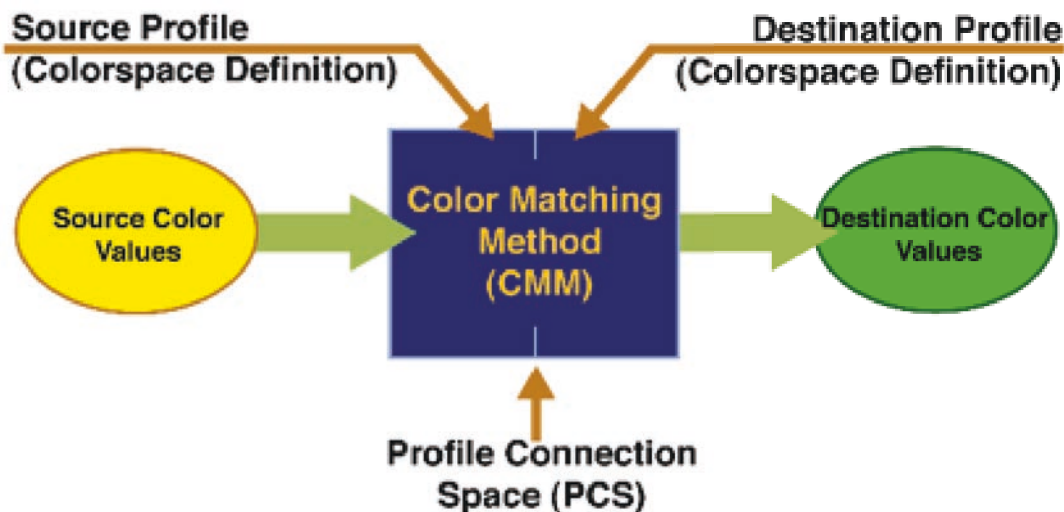 Source Profile
(Colorspace Definition)
Destination Profile
(Colorspace Definition)
Source Color
Values
Color Matching
Method
(CMM)
Destination Color
Values
Profile Connection
Space (PCS)